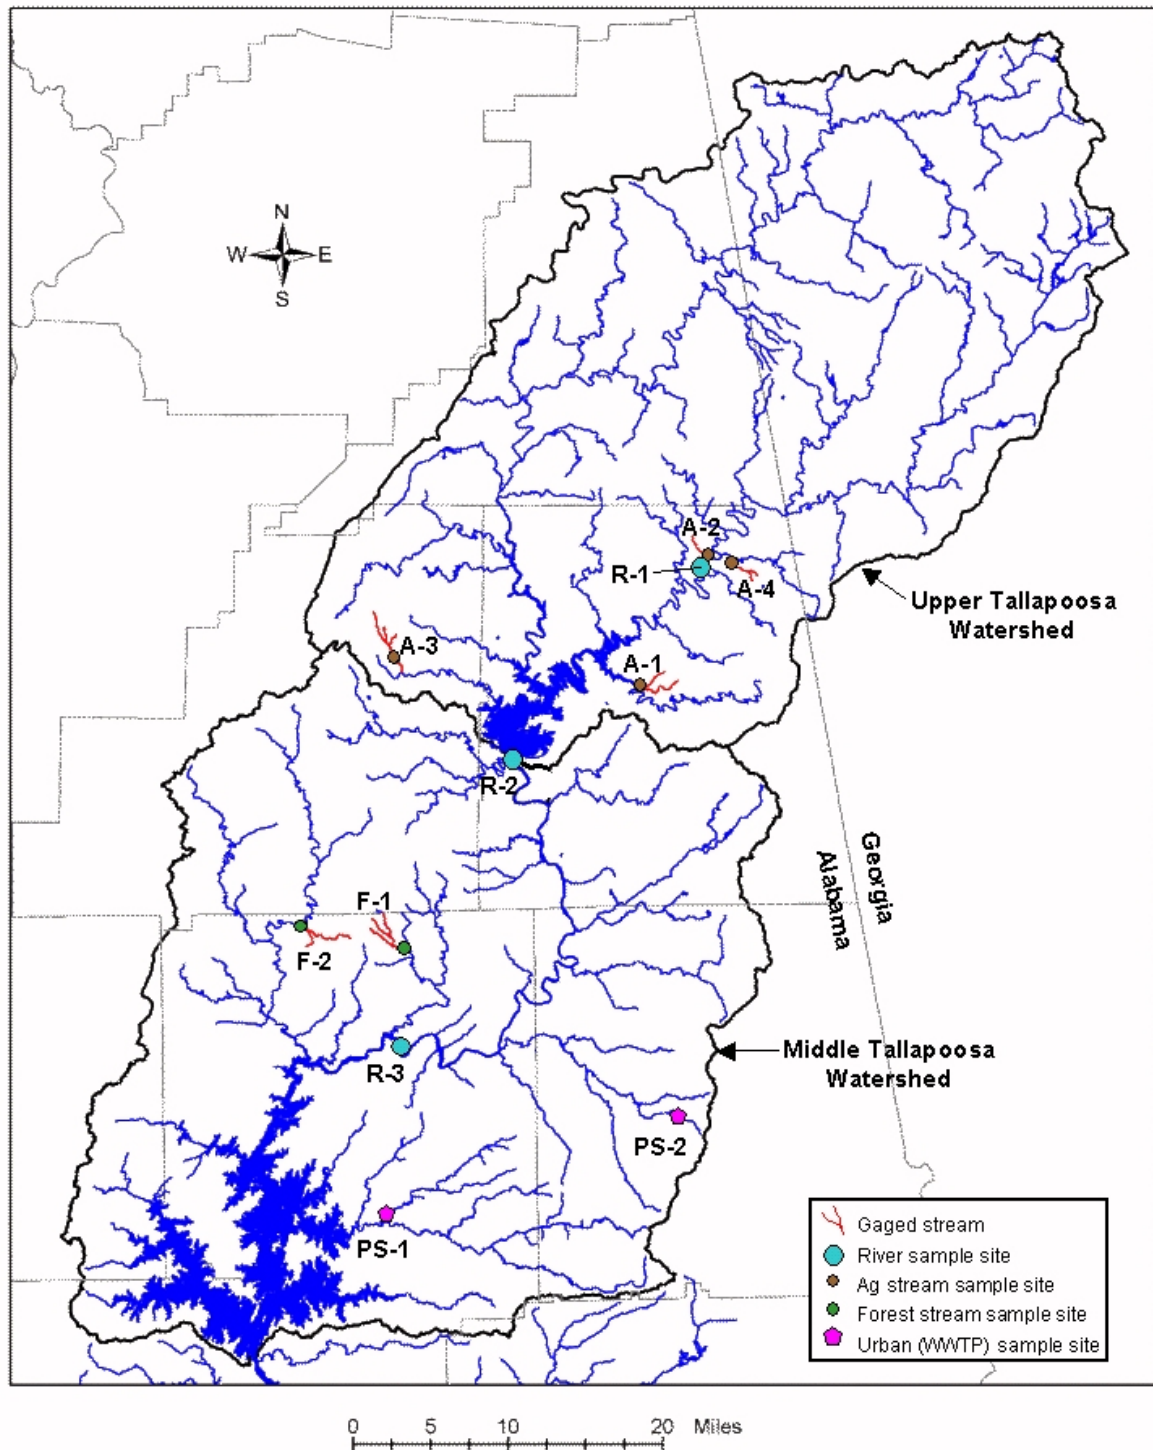 N
W E
S
A-2
R-1
A-4
Upper Tallapoosa
Watershed
A-3
A-1
R-2
Georgia
Alabama
F-1
F-2
R-3
Middle Tallapoosa
Watershed
PS-2
PS-1
Gaged stream
River sample site
Ag stream sample site
Forest stream sample site
Urban (WWTP) sample site
0 5 10 20 Miles